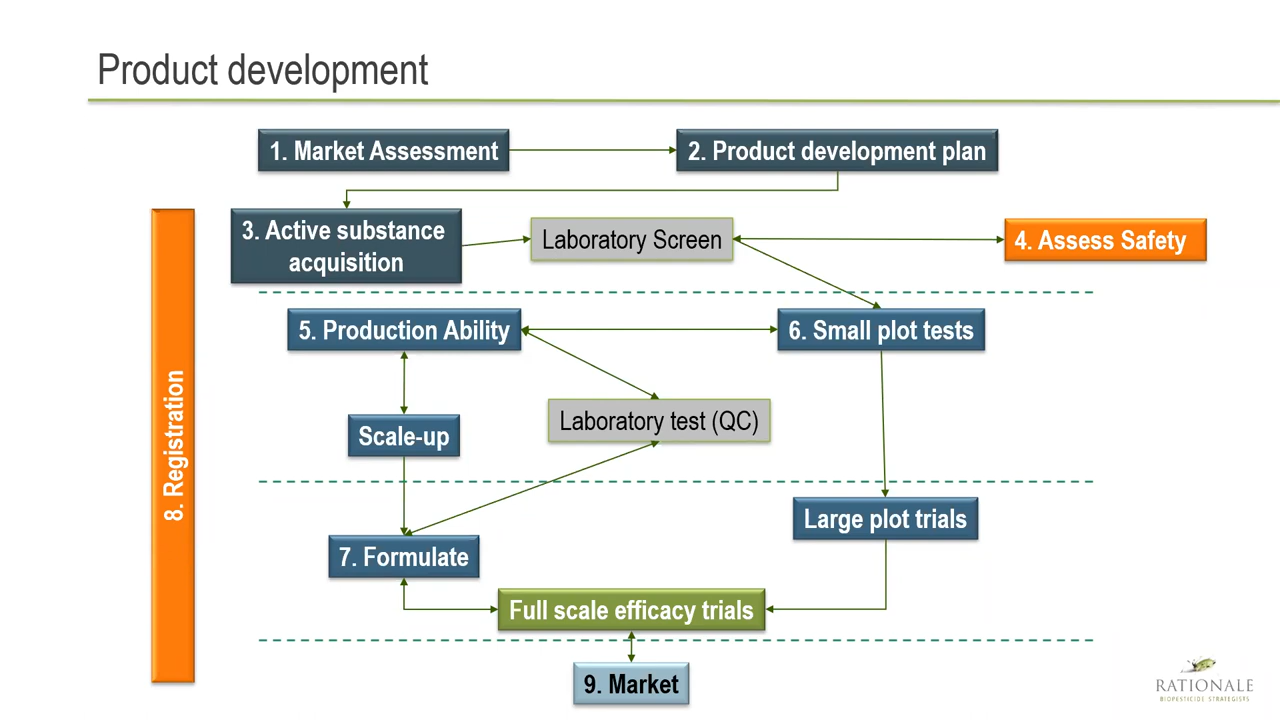 Product development
1. Market Assessment
2. Product development plan
3. Active substance
acquisition
Laboratory Screen
4. Assess Safety
5. Production Ability
6. Small plot tests
8. Registration
Laboratory test (QC)
Scale-up
Large plot trials
7. Formulate
Full scale efficacy trials
9. Market
RATIONALE
BIOPESTICIDE STRATEGISTS